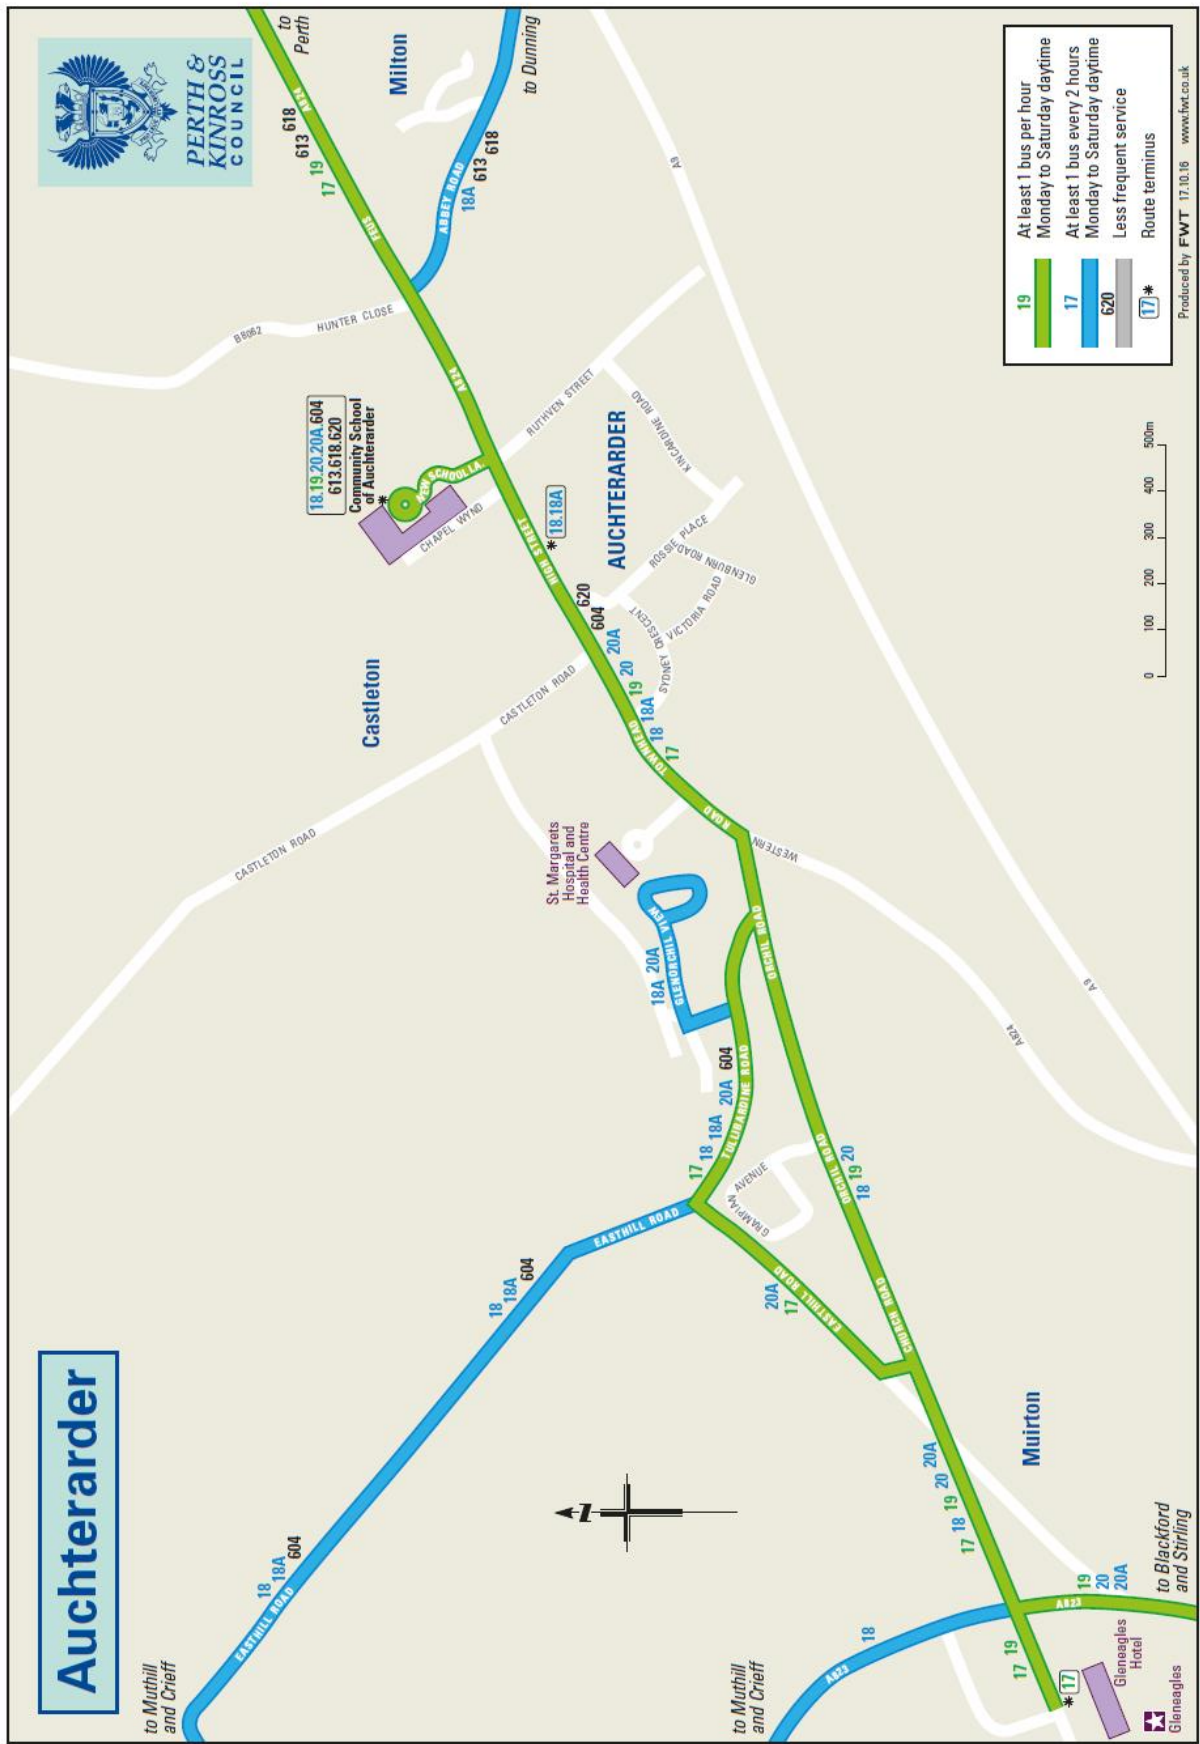 Auchterarder
PERTH &
KINROSS
COUNCIL
to
Perth
A824
613 618
17 19
FEUS
Milton
to Dunning
ABBEY ROAD
18A 613 618
A9
B8062
HUNTER CLOSE
A824
18.19.20.20A.604
613.618.620
Community School
of Auchterarder
*
NEW SCHOOL LA.
CHAPEL WYND
RUTHVEN STREET
KINCARDINE ROAD
AUCHTERARDER
HIGH STREET
* 18.18A
ROSSIE PLACE
GLENBURN ROAD
VICTORIA ROAD
SYDNEY CRESCENT
604 620
17 18 18A 19 20 20A
TOWNHEAD
Castleton
CASTLETON ROAD
CASTLETON ROAD
St. Margarets
Hospital and
Health Centre
ROAD
WESTERN
GLENORCHIL VIEW
18A 20A
ORCHIL ROAD
A9
A824
TULLIBARDINE ROAD
17 18 18A 20A 604
GRAMPIAN AVENUE
ORCHIL ROAD
18 19 20
EASTHILL ROAD
18 18A 604
EASTHILL ROAD
20A
17
CHURCH ROAD
EASTHILL ROAD
18 18A 604
to Muthill
and Crieff
N
Muirton
17 18 19 20 20A
to Muthill
and Crieff
A823
18
A823
19
20
20A
to Blackford
and Stirling
17 19
* 17
Gleneagles
Hotel
Gleneagles
0 100 200 300 400 500m
19
At least 1 bus per hour
Monday to Saturday daytime
17
At least 1 bus every 2 hours
Monday to Saturday daytime
620
Less frequent service
17 *
Route terminus
Produced by FWT 17.10.16 www.fwt.co.uk